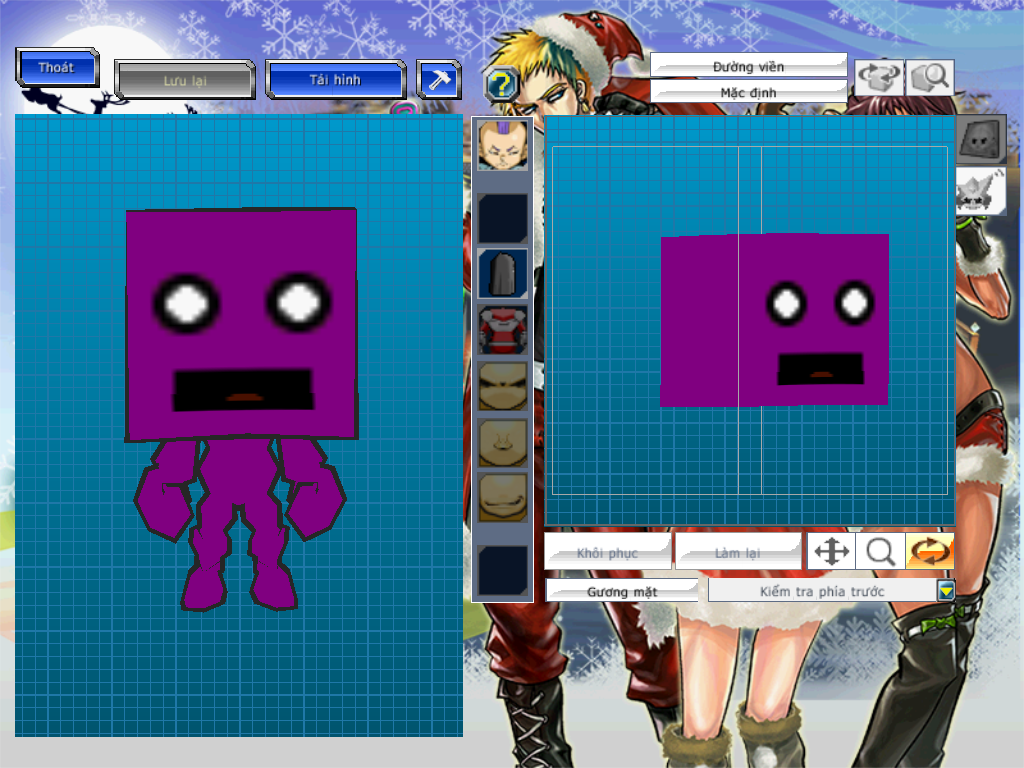 Thoát
Lưu lại
Tải hình
?
Đường viền
Mặc định
Khôi phục
Làm lại
Gương mặt
Kiểm tra phía trước